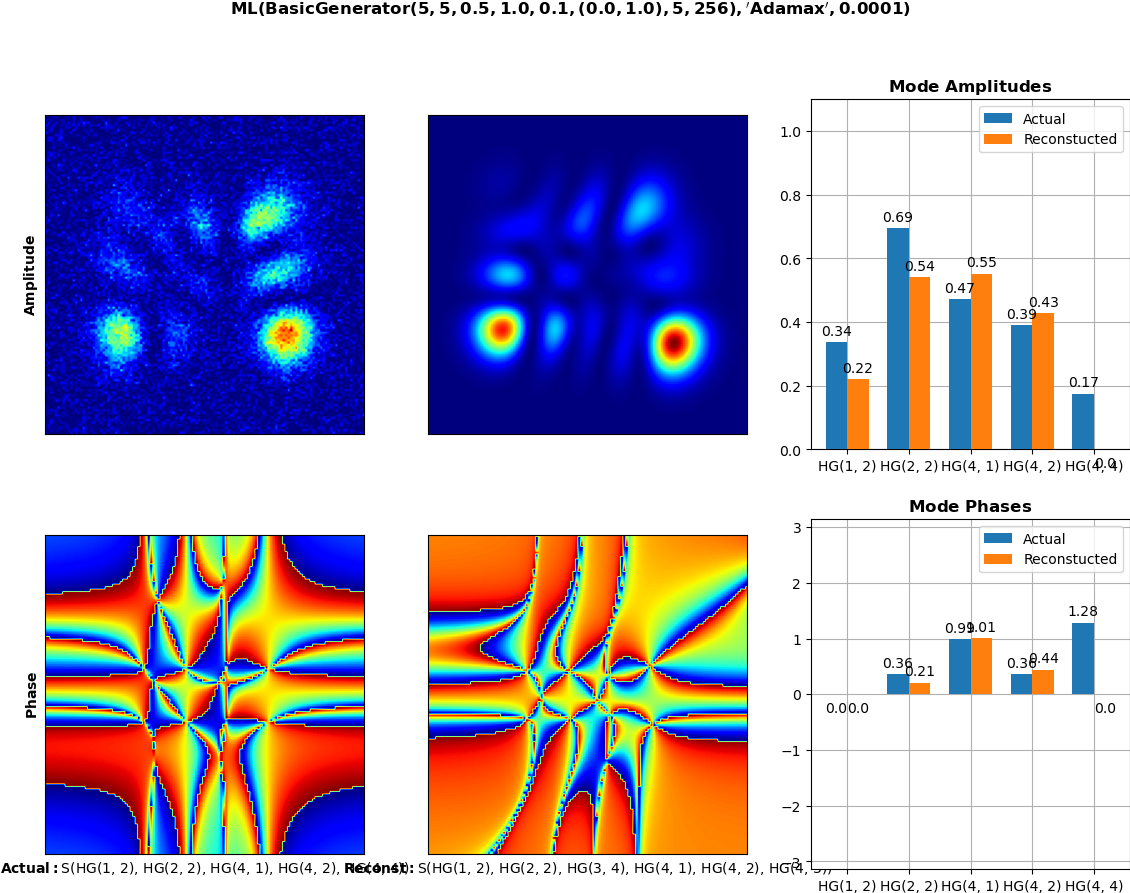 ML(BasicGenerator(5, 5, 0.5, 1.0, 0.1, (0.0, 1.0), 5, 256), ′Adamax′, 0.0001)
Mode Amplitudes
Amplitude
Actual
Reconstucted
1.0
0.8
0.6
0.4
0.2
0.0
0.34
0.22
0.69
0.54
0.47
0.55
0.39
0.43
0.17
0.0
HG(1, 2) HG(2, 2) HG(4, 1) HG(4, 2) HG(4, 4)
Mode Phases
Phase
Actual
Reconstucted
3
2
1
0
−1
−2
−3
0.0
0.0
0.36
0.21
0.99
1.01
0.36
0.44
1.28
0.0
HG(1, 2) HG(2, 2) HG(4, 1) HG(4, 2) HG(4, 4)
Actual: S(HG(1, 2), HG(2, 2), HG(4, 1), HG(4, 2),
Reconst: S(HG(1, 2), HG(2, 2), HG(3, 4), HG(4, 1), HG(4, 2),